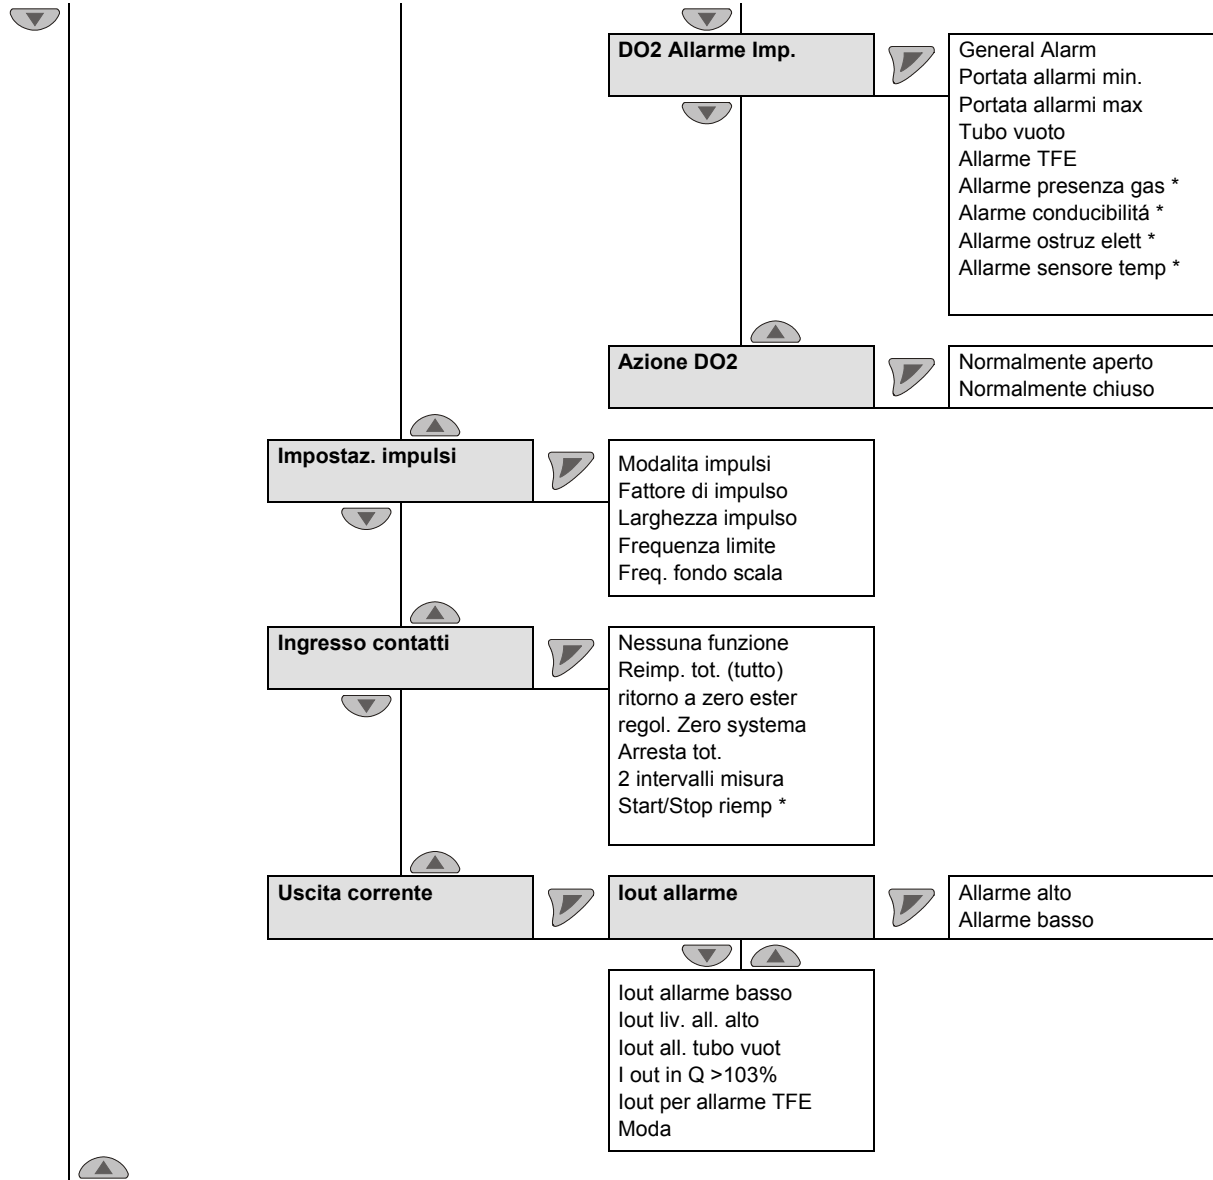 DO2 Allarme Imp.
General Alarm
Portata allarmi min.
Portata allarmi max
Tubo vuoto
Allarme TFE
Allarme presenza gas *
Alarme conducibilitá *
Allarme ostruz elett *
Allarme sensore temp *
Azione DO2
Normalmente aperto
Normalmente chiuso
Impostaz. impulsi
Modalita impulsi
Fattore di impulso
Larghezza impulso
Frequenza limite
Freq. fondo scala
Ingresso contatti
Nessuna funzione
Reimp. tot. (tutto)
ritorno a zero ester
regol. Zero systema
Arresta tot.
2 intervalli misura
Start/Stop riemp *
Uscita corrente
Iout allarme
Allarme alto
Allarme basso
Iout allarme basso
Iout liv. all. alto
Iout all. tubo vuot
I out in Q >103%
Iout per allarme TFE
Moda